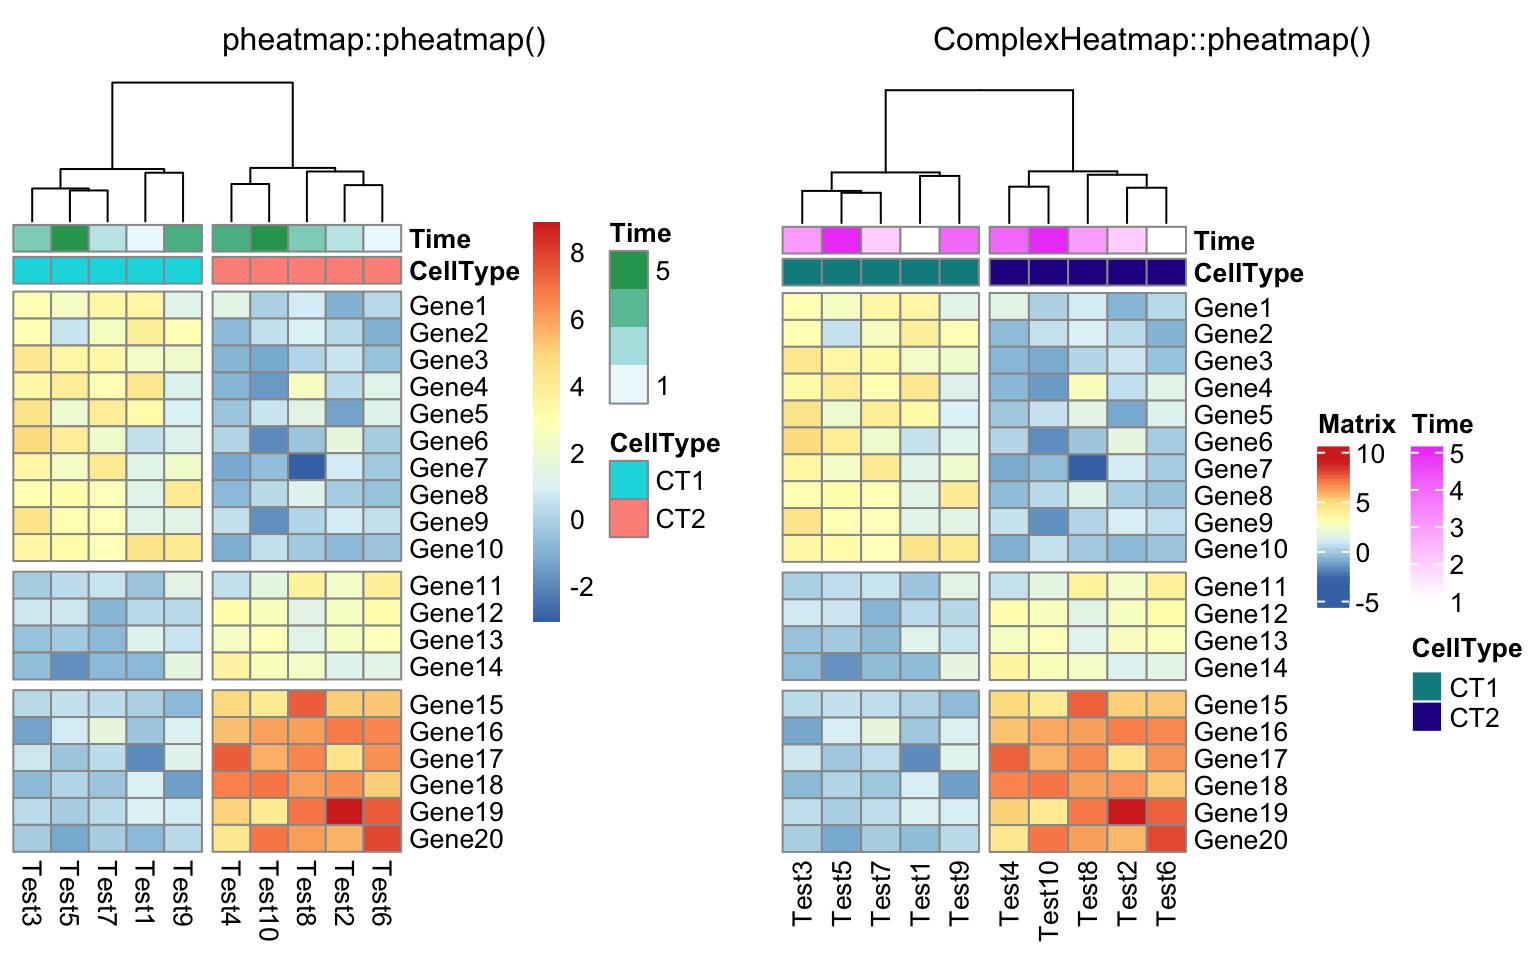 pheatmap::pheatmap()
Time
CellType
Gene1
Gene2
Gene3
Gene4
Gene5
Gene6
Gene7
Gene8
Gene9
Gene10
Gene11
Gene12
Gene13
Gene14
Gene15
Gene16
Gene17
Gene18
Gene19
Gene20
Test3
Test5
Test7
Test1
Test9
Test4
Test10
Test8
Test2
Test6
8
6
4
2
0
-2
Time
5
1
CellType
CT1
CT2
ComplexHeatmap::pheatmap()
Time
CellType
Gene1
Gene2
Gene3
Gene4
Gene5
Gene6
Gene7
Gene8
Gene9
Gene10
Gene11
Gene12
Gene13
Gene14
Gene15
Gene16
Gene17
Gene18
Gene19
Gene20
Test3
Test5
Test7
Test1
Test9
Test4
Test10
Test8
Test2
Test6
Matrix
10
5
0
-5
Time
5
4
3
2
1
CellType
CT1
CT2